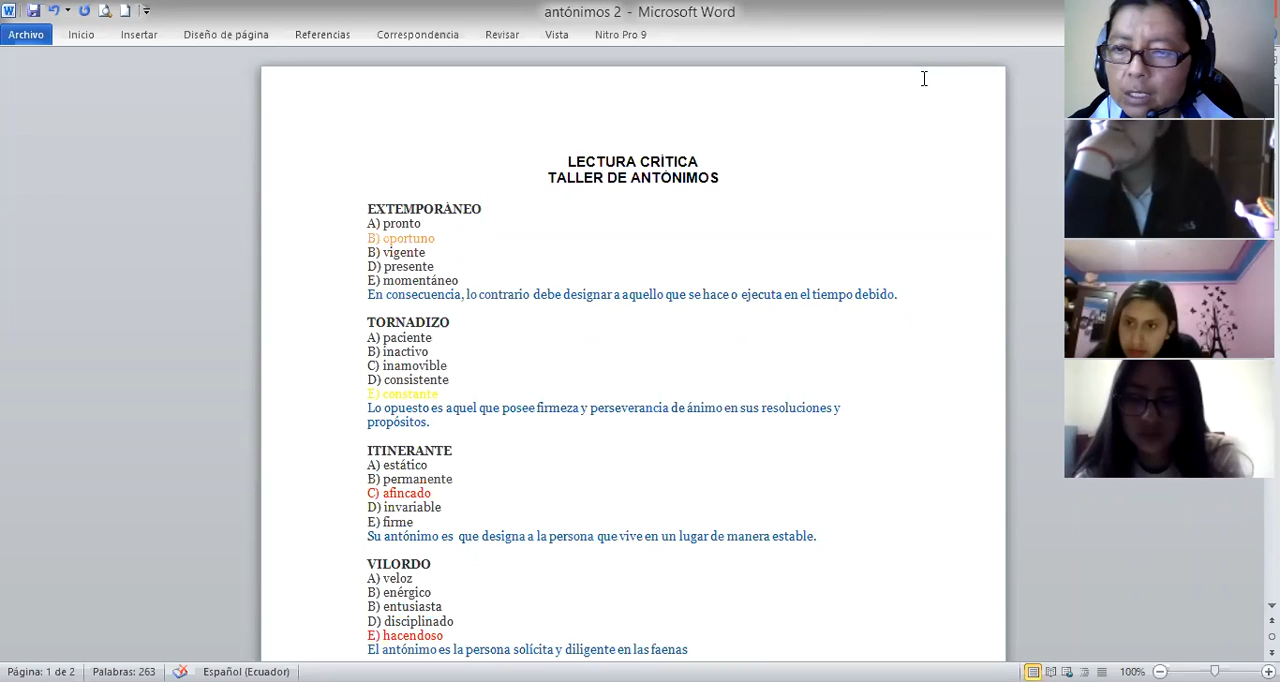 antónimos 2 - Microsoft Word
Archivo Inicio Insertar Diseño de página Referencias Correspondencia Revisar Vista Nitro Pro 9
LECTURA CRÍTICA
TALLER DE ANTÓNIMOS
EXTEMPORÁNEO
A) pronto
B) oportuno
B) vigente
D) presente
E) momentáneo
En consecuencia, lo contrario debe designar a aquello que se hace o ejecuta en el tiempo debido.
TORNADIZO
A) paciente
B) inactivo
C) inamovible
D) consistente
E) constante
Lo opuesto es aquel que posee firmeza y perseverancia de ánimo en sus resoluciones y
propósitos.
ITINERANTE
A) estático
B) permanente
C) afincado
D) invariable
E) firme
Su antónimo es que designa a la persona que vive en un lugar de manera estable.
VILORDO
A) veloz
B) enérgico
B) entusiasta
D) disciplinado
E) hacendoso
El antónimo es la persona solícita y diligente en las faenas
Página: 1 de 2 Palabras: 263 Español (Ecuador) 100%